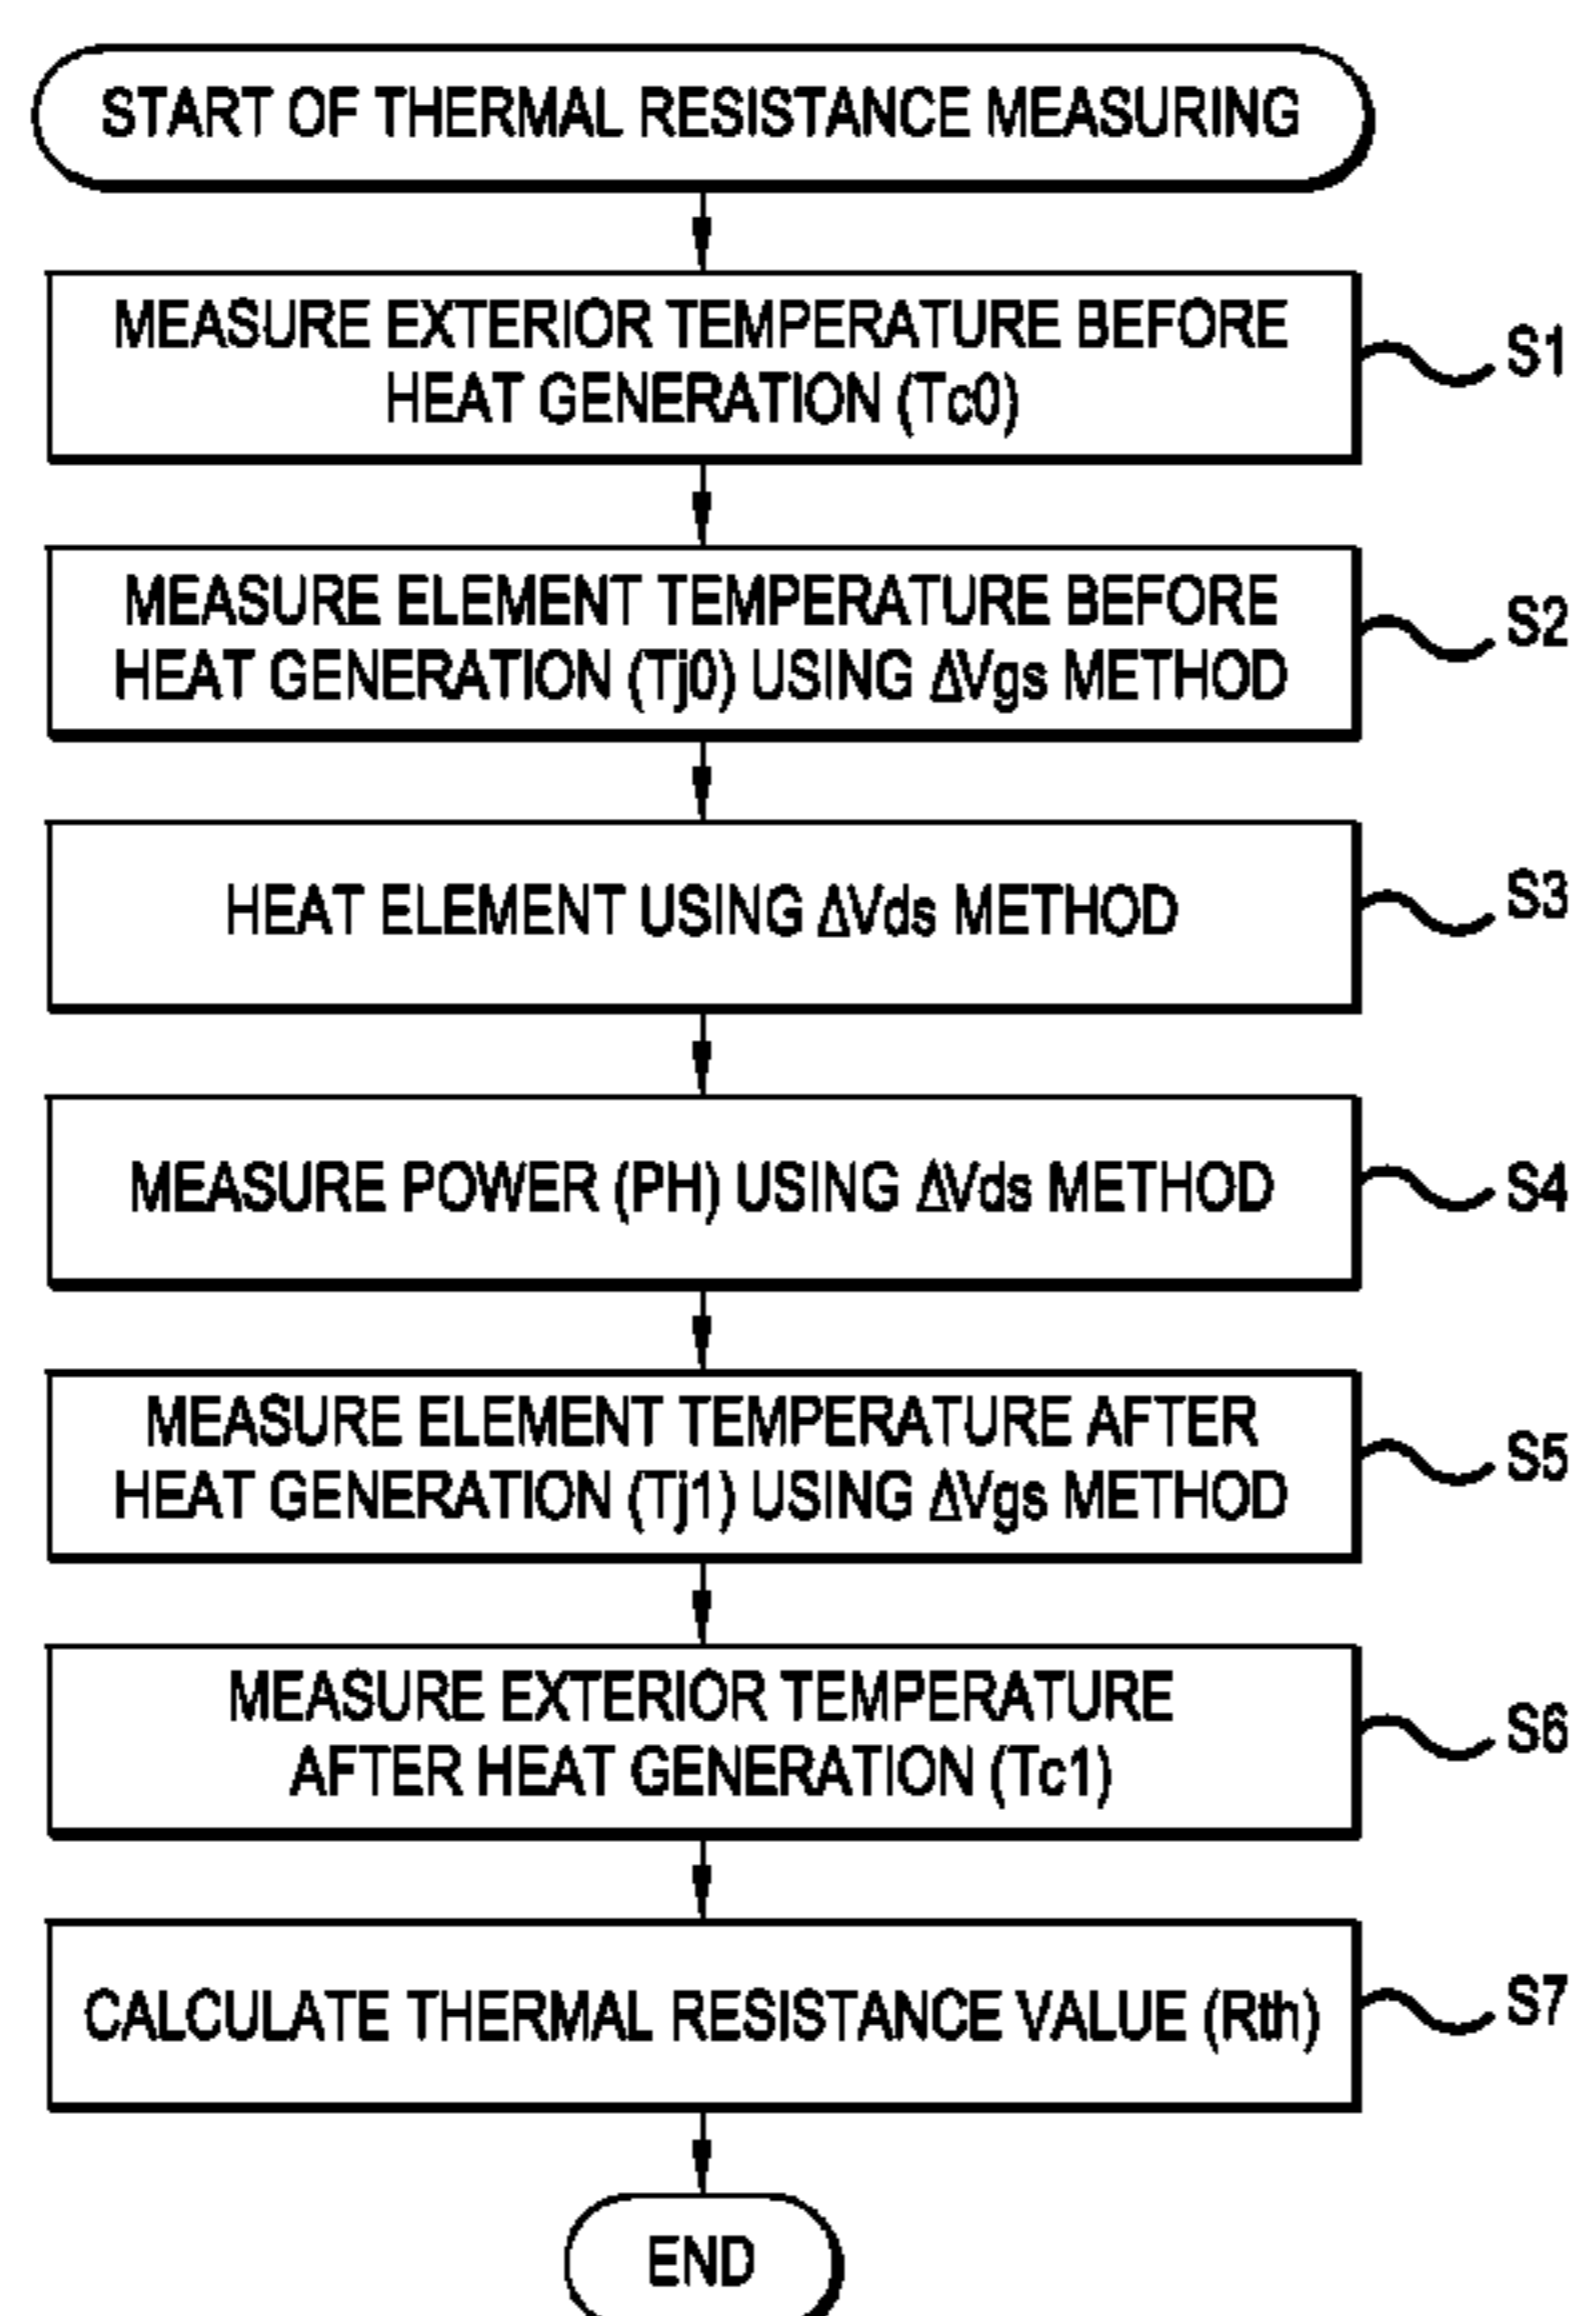 START OF THERMAL RESISTANCE MEASURING
MEASURE EXTERIOR TEMPERATURE BEFORE
HEAT GENERATION (Tc0)
S1
MEASURE ELEMENT TEMPERATURE BEFORE
HEAT GENERATION (Tj0) USING ΔVgs METHOD
S2
HEAT ELEMENT USING ΔVds METHOD
S3
MEASURE POWER (PH) USING ΔVds METHOD
S4
MEASURE ELEMENT TEMPERATURE AFTER
HEAT GENERATION (Tj1) USING ΔVgs METHOD
S5
MEASURE EXTERIOR TEMPERATURE
AFTER HEAT GENERATION (Tc1)
S6
CALCULATE THERMAL RESISTANCE VALUE (Rth)
S7
END